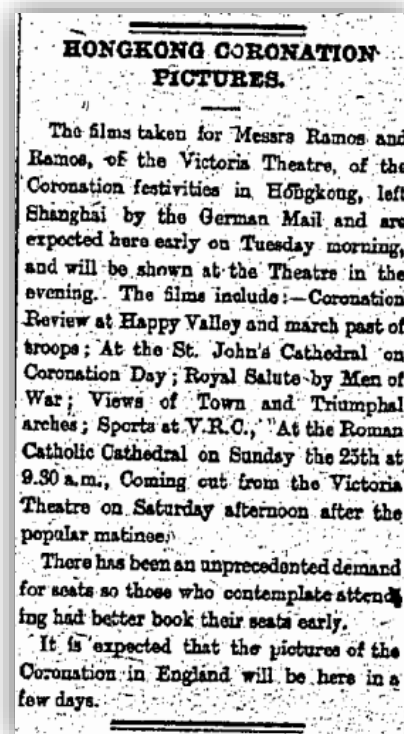 HONGKONG CORONATION
PICTURES.
The films taken for Messrs Ramos and
Ramos, of the Victoria Theatre, of the
Coronation festivities in Hongkong, left
Shanghai by the German Mail and are
expected here early on Tuesday morning,
and will be shown at the Theatre in the
evening. The films include:—Coronation
Review at Happy Valley and march past of
troops; At the St. John's Cathedral on
Coronation Day; Royal Salute by Men of
War; Views of Town and Triumphal
arches; Sports at V.R.C., "At the Roman
Catholic Cathedral on Sunday the 25th at
9.30 a.m., Coming out from the Victoria
Theatre on Saturday afternoon after the
popular matinee."
There has been an unprecedented demand
for seats so those who contemplate attend
ing had better book their seats early.
It is expected that the pictures of the
Coronation in England will be here in a
few days.